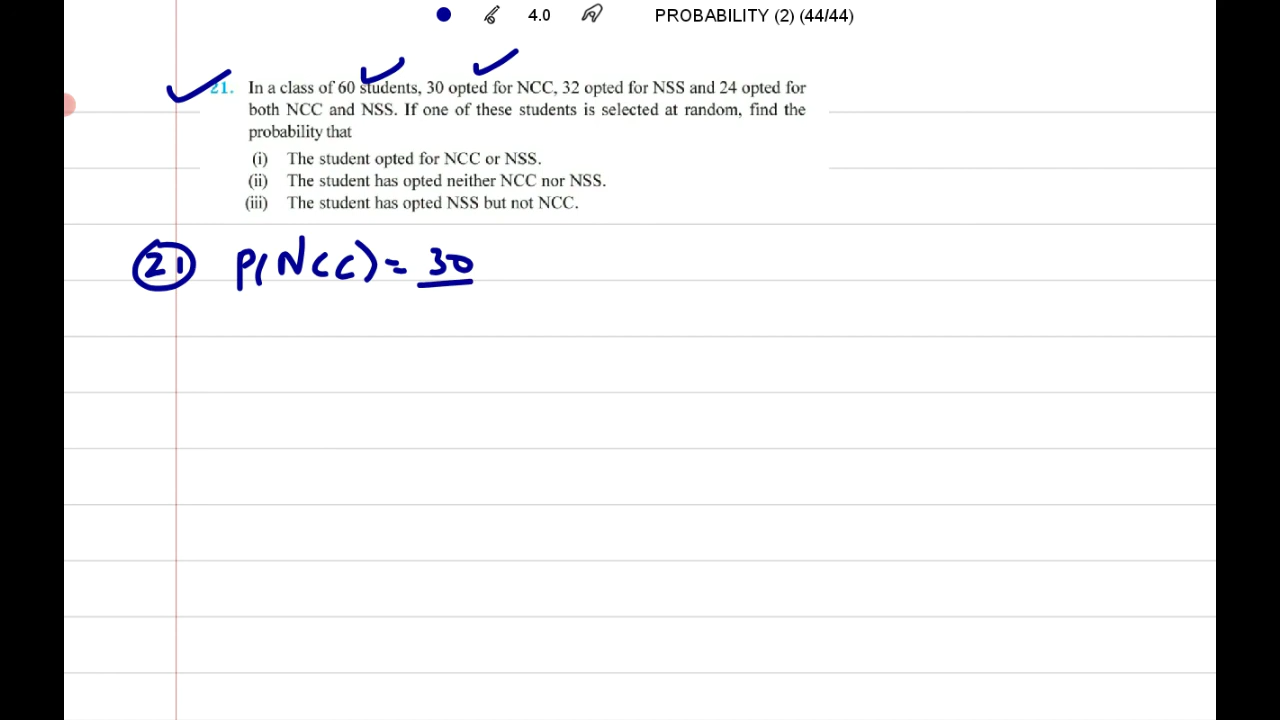 4.0 PROBABILITY (2) (44/44)
21. In a class of 60 students, 30 opted for NCC, 32 opted for NSS and 24 opted for
both NCC and NSS. If one of these students is selected at random, find the
probability that
(i) The student opted for NCC or NSS.
(ii) The student has opted neither NCC nor NSS.
(iii) The student has opted NSS but not NCC.
21 P(NCC) = 30